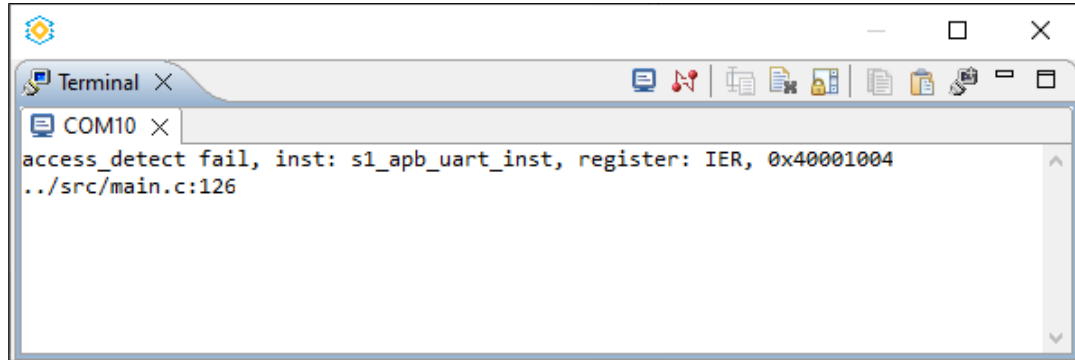 Terminal
COM10
access_detect fail, inst: s1_apb_uart_inst, register: IER, 0x40001004
../src/main.c:126